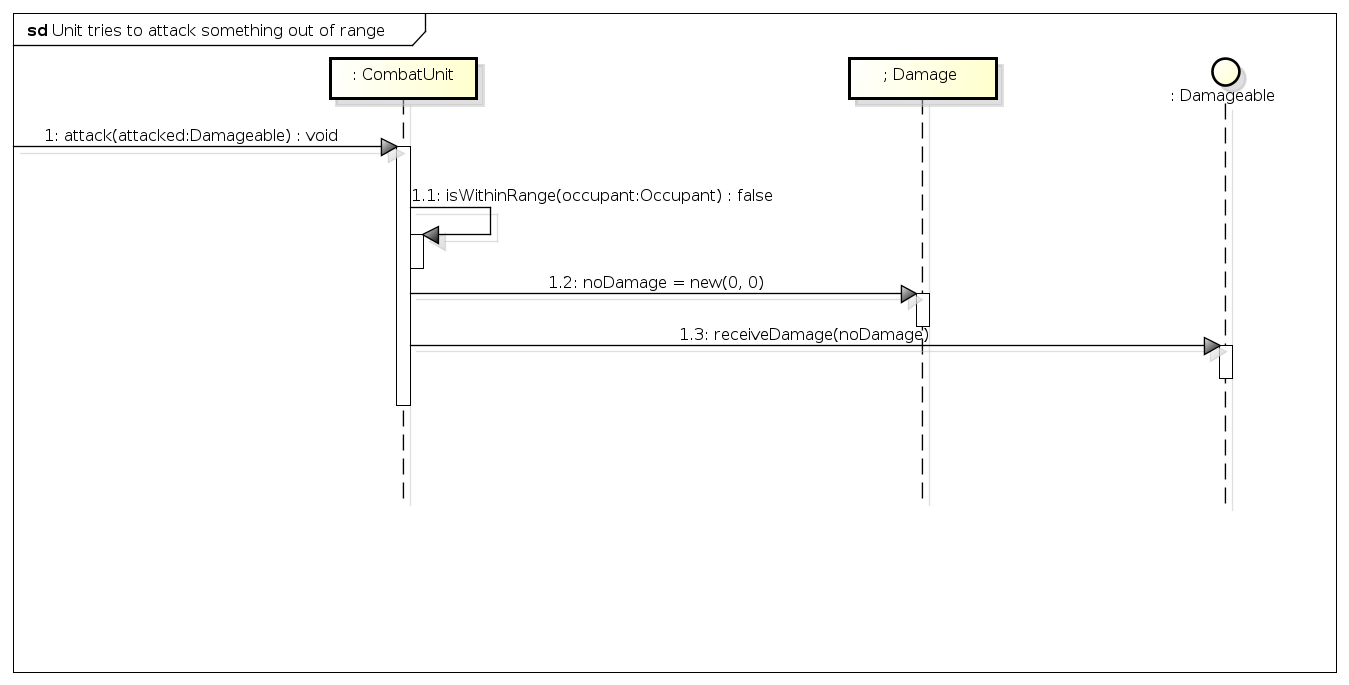 sd Unit tries to attack something out of range
: CombatUnit
; Damage
: Damageable
1: attack(attacked:Damageable) : void
1.1: isWithinRange(occupant:Occupant) : false
1.2: noDamage = new(0, 0)
1.3: receiveDamage(noDamage)